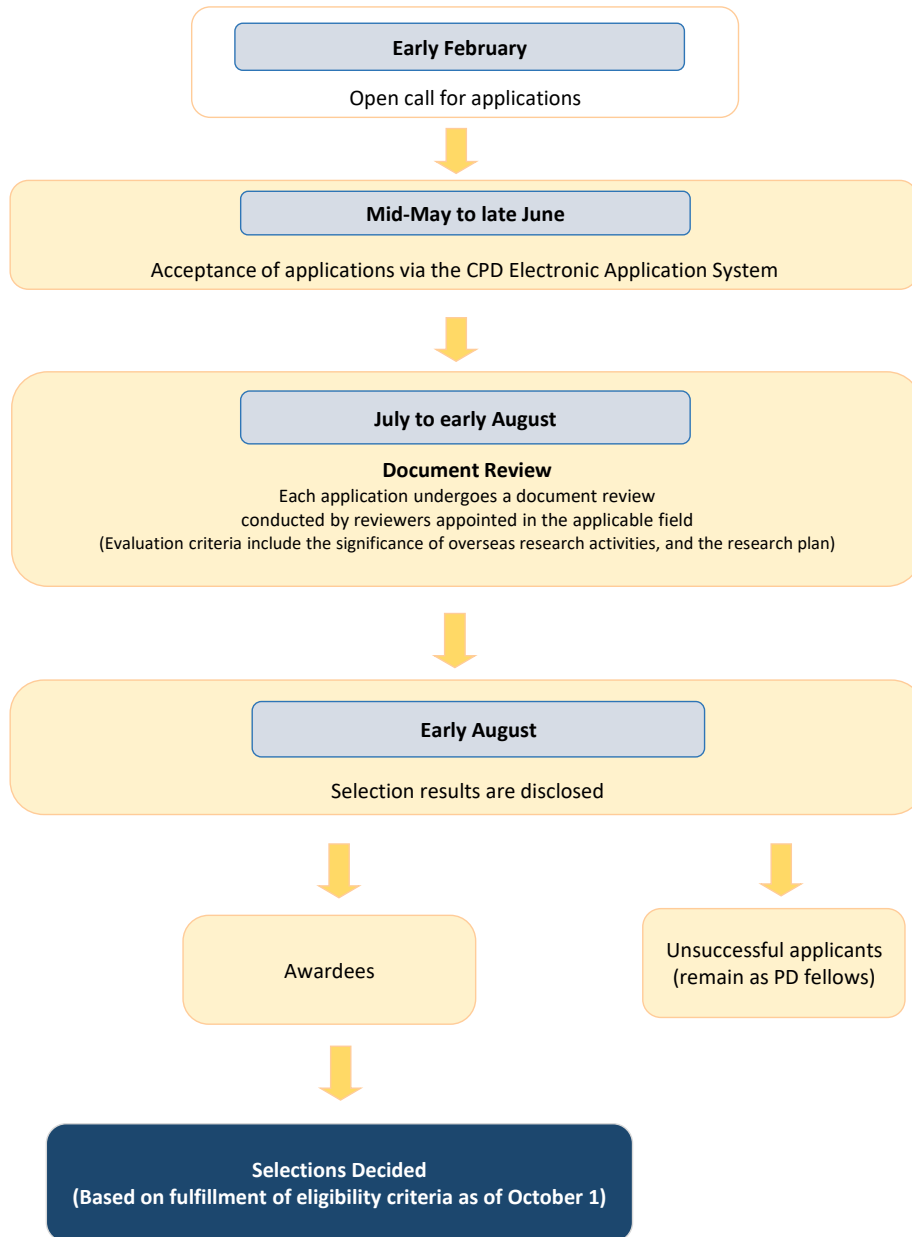 Early February
Open call for applications
Mid-May to late June
Acceptance of applications via the CPD Electronic Application System
July to early August
Document Review
Each application undergoes a document review
conducted by reviewers appointed in the applicable field
(Evaluation criteria include the significance of overseas research activities, and the research plan)
Early August
Selection results are disclosed
Awardees
Unsuccessful applicants
(remain as PD fellows)
Selections Decided
(Based on fulfillment of eligibility criteria as of October 1)